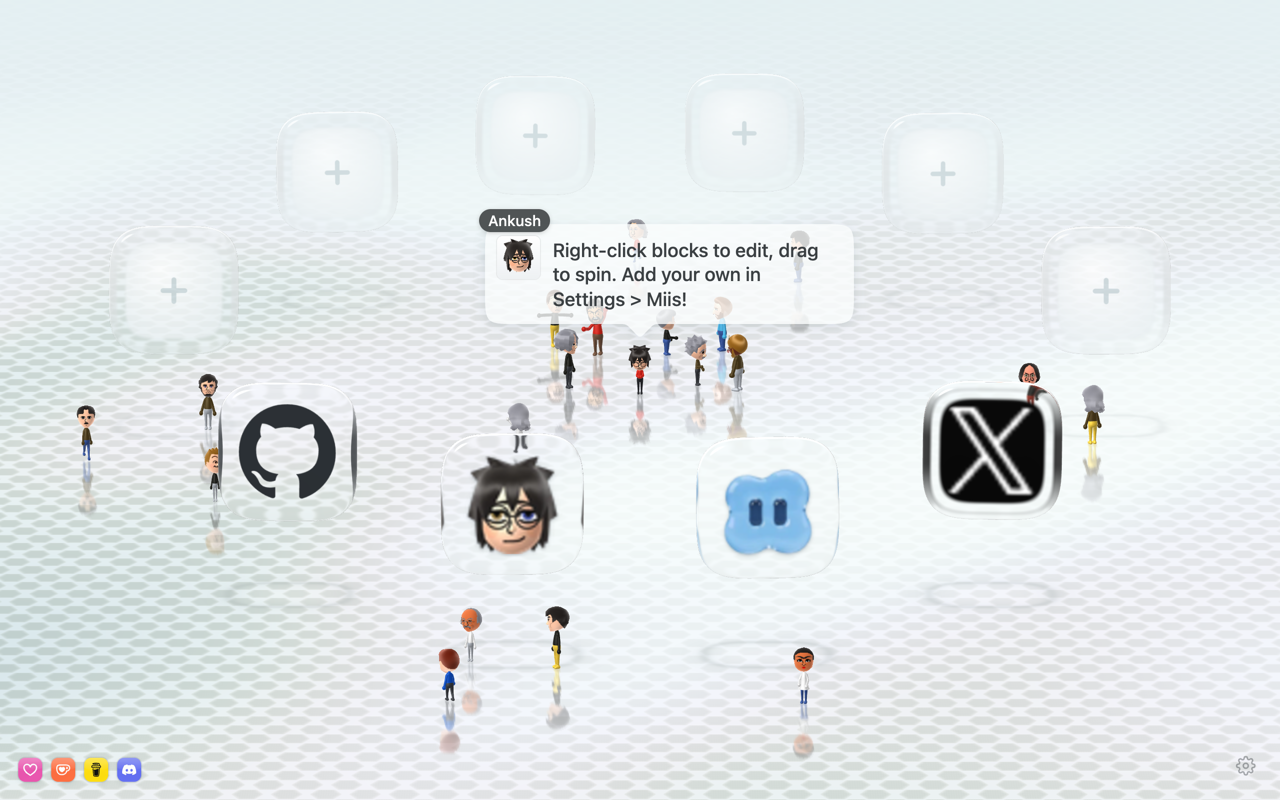 Ankush
Right-click blocks to edit, drag
to spin. Add your own in
Settings > Miis!